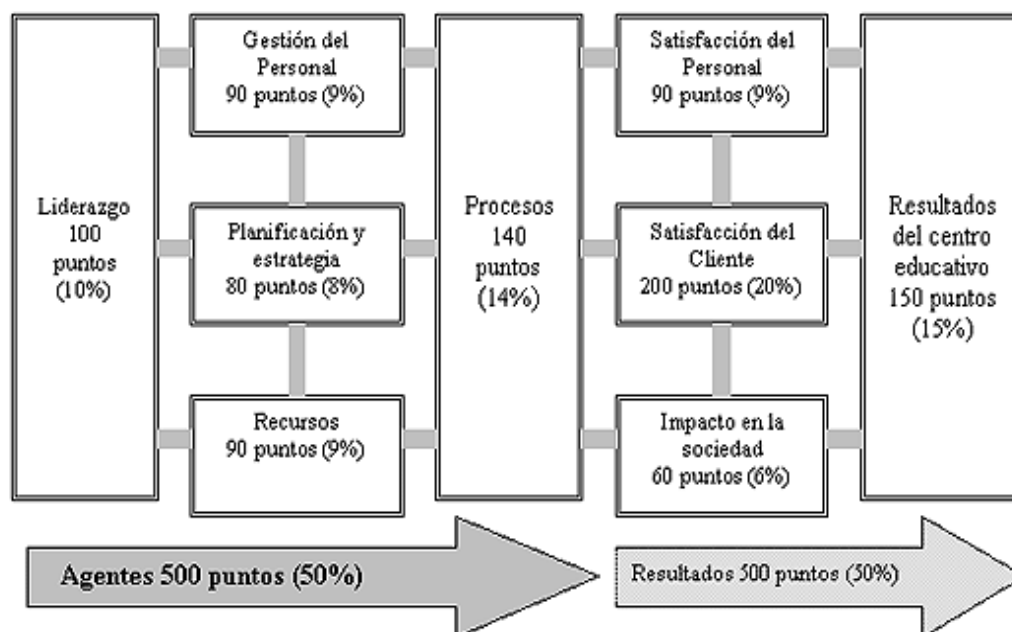 Liderazgo
100
puntos
(10%)
Gestión del
Personal
90 puntos (9%)
Planificación y
estrategia
80 puntos (8%)
Recursos
90 puntos (9%)
Procesos
140
puntos
(14%)
Satisfacción del
Personal
90 puntos (9%)
Satisfacción del
Cliente
200 puntos (20%)
Impacto en la
sociedad
60 puntos (6%)
Resultados
del centro
educativo
150 puntos
(15%)
Agentes 500 puntos (50%)
Resultados 500 puntos (50%)